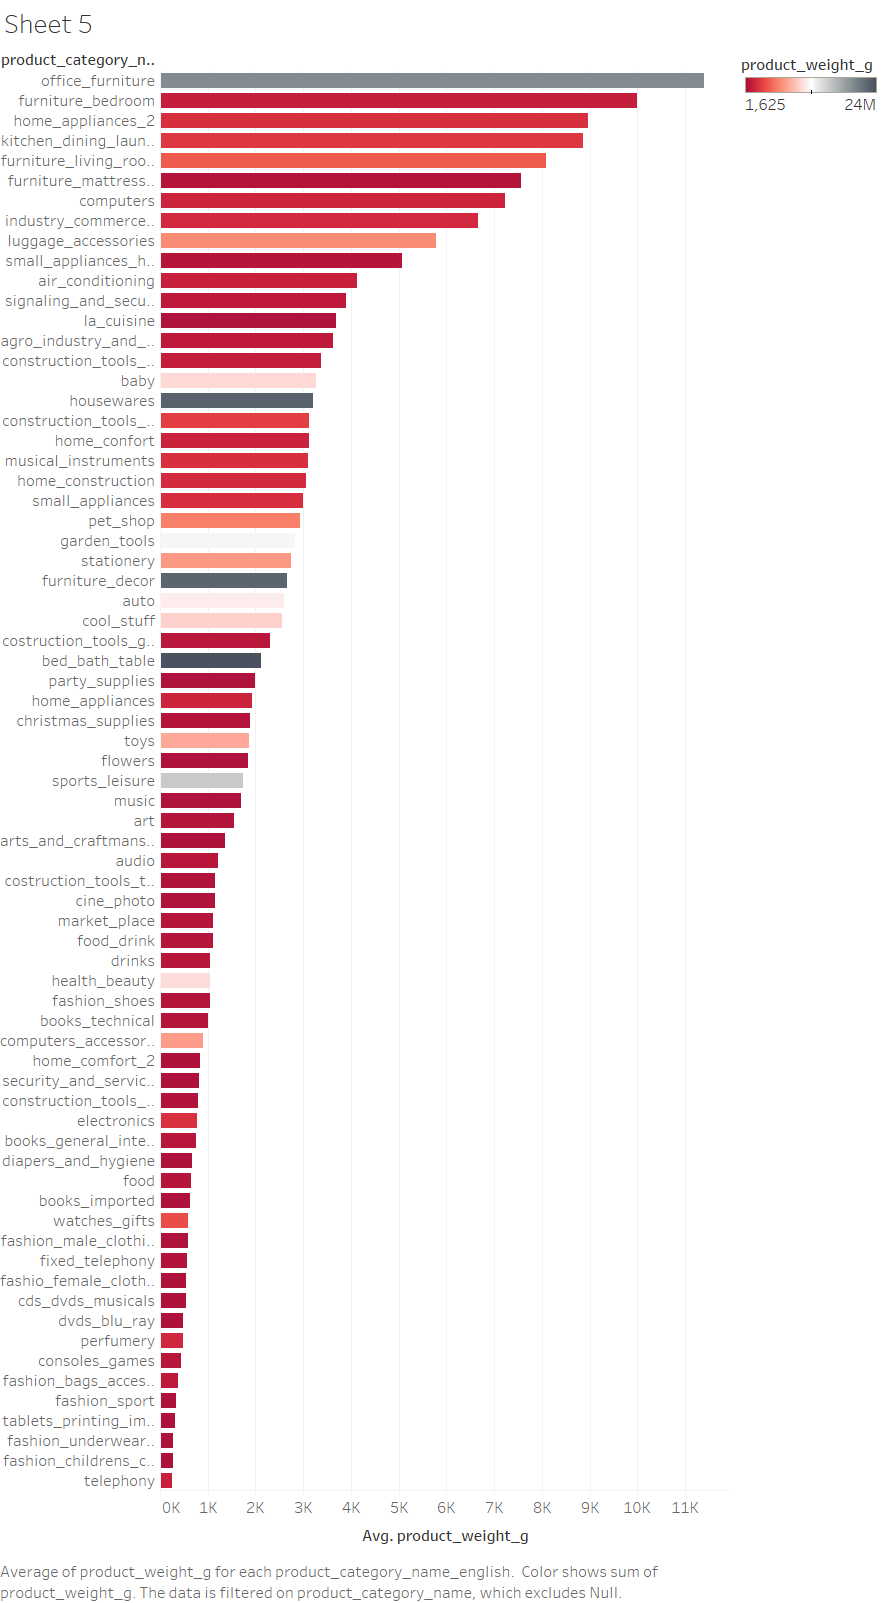 Sheet 5
product_category_n..
office_furniture
furniture_bedroom
home_appliances_2
kitchen_dining_laun..
furniture_living_roo..
furniture_mattress..
computers
industry_commerce..
luggage_accessories
small_appliances_h..
air_conditioning
signaling_and_secu..
la_cuisine
agro_industry_and_..
construction_tools_..
baby
housewares
construction_tools_..
home_confort
musical_instruments
home_construction
small_appliances
pet_shop
garden_tools
stationery
furniture_decor
auto
cool_stuff
costruction_tools_g..
bed_bath_table
party_supplies
home_appliances
christmas_supplies
toys
flowers
sports_leisure
music
art
arts_and_craftmans..
audio
costruction_tools_t..
cine_photo
market_place
food_drink
drinks
health_beauty
fashion_shoes
books_technical
computers_accessor..
home_comfort_2
security_and_servic..
construction_tools_..
electronics
books_general_inte..
diapers_and_hygiene
food
books_imported
watches_gifts
fashion_male_clothi..
fixed_telephony
fashio_female_cloth..
cds_dvds_musicals
dvds_blu_ray
perfumery
consoles_games
fashion_bags_acces..
fashion_sport
tablets_printing_im..
fashion_underwear..
fashion_childrens_c..
telephony
0K 1K 2K 3K 4K 5K 6K 7K 8K 9K 10K 11K
Avg. product_weight_g
product_weight_g
1,625 24M
Average of product_weight_g for each product_category_name_english. Color shows sum of
product_weight_g. The data is filtered on product_category_name, which excludes Null.